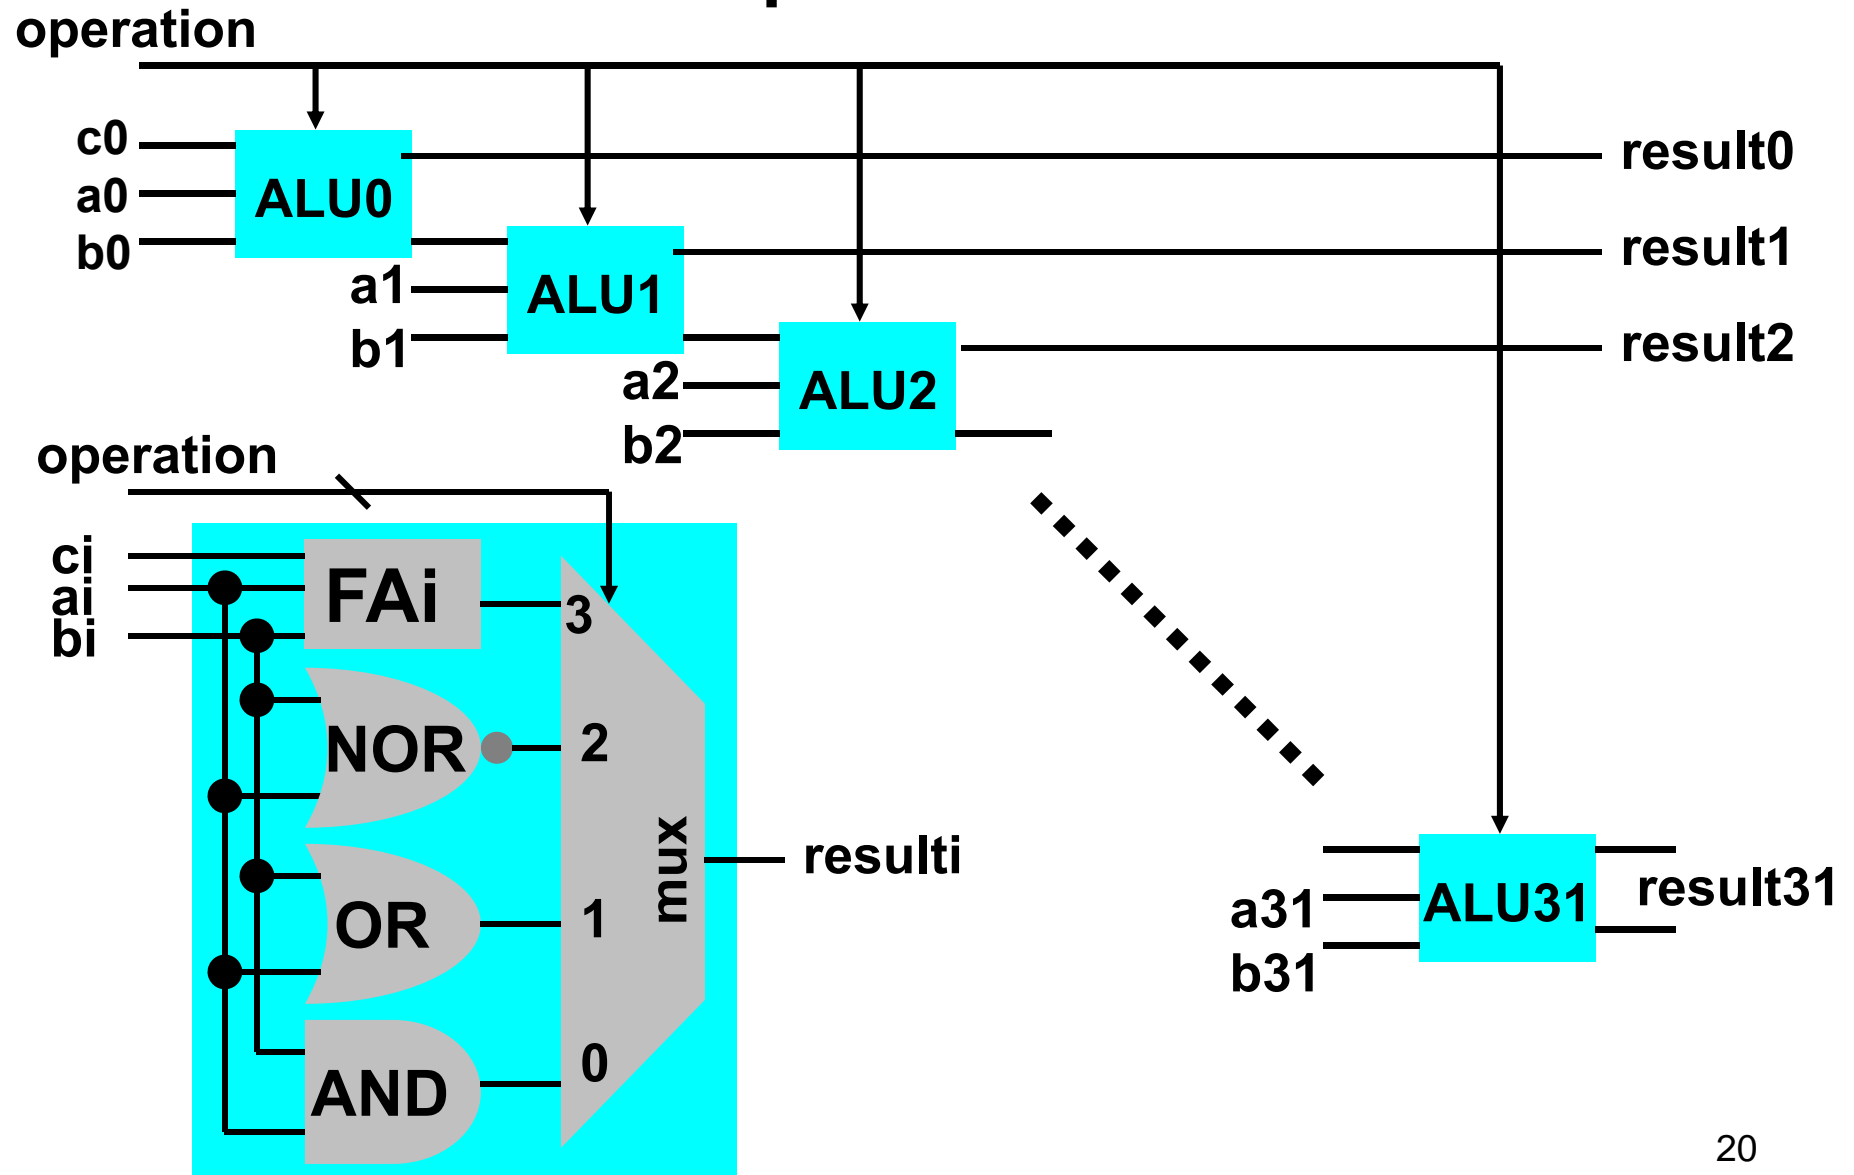 operation
c0
a0
b0
ALU0
result0
a1
b1
ALU1
result1
a2
b2
ALU2
result2
operation
ci
ai
bi
FAi
3
NOR
2
OR
1
AND
0
mux
resulti
a31
b31
ALU31
result31
20